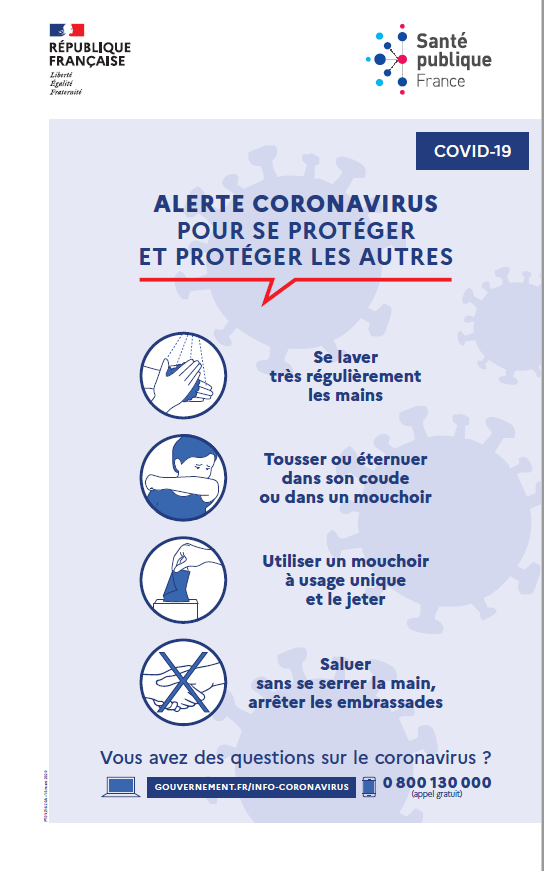 RÉPUBLIQUE
FRANÇAISE
Liberté
Égalité
Fraternité
Santé
publique
France
COVID-19
ALERTE CORONAVIRUS
POUR SE PROTÉGER
ET PROTÉGER LES AUTRES
Se laver
très régulièrement
les mains
Tousser ou éternuer
dans son coude
ou dans un mouchoir
Utiliser un mouchoir
à usage unique
et le jeter
Saluer
sans se serrer la main,
arrêter les embrassades
Vous avez des questions sur le coronavirus ?
GOUVERNEMENT.FR/INFO-CORONAVIRUS
0 800 130 000
(appel gratuit)